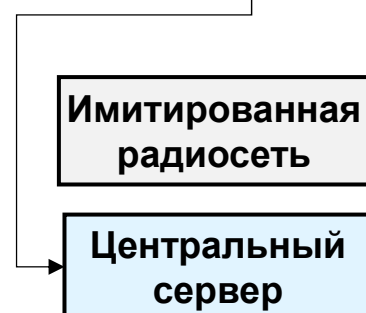 Имитированная
радиосеть
Центральный
сервер